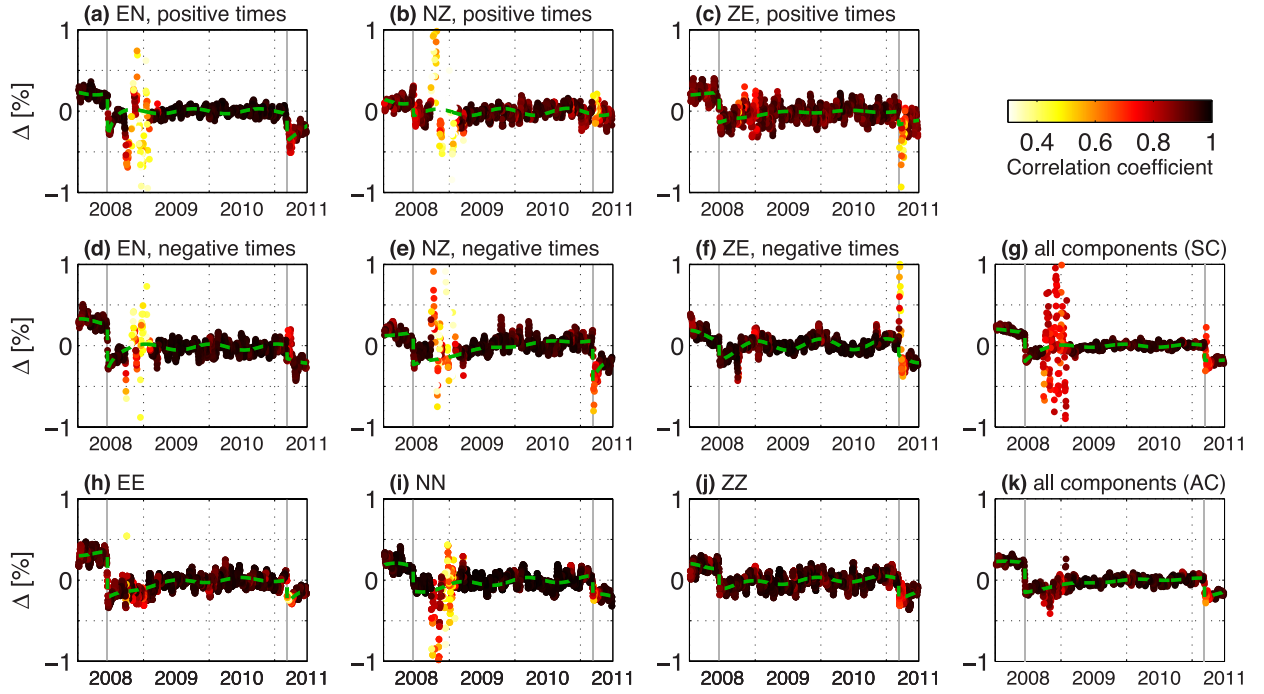 (a) EN, positive times
(b) NZ, positive times
(c) ZE, positive times
Δ [%]
1
0
−1
2008 2009 2010 2011
1
0
−1
2008 2009 2010 2011
1
0
−1
2008 2009 2010 2011
0.4 0.6 0.8 1
Correlation coefficient
(d) EN, negative times
(e) NZ, negative times
(f) ZE, negative times
(g) all components (SC)
Δ [%]
1
0
−1
2008 2009 2010 2011
1
0
−1
2008 2009 2010 2011
1
0
−1
2008 2009 2010 2011
1
0
−1
2008 2009 2010 2011
(h) EE
(i) NN
(j) ZZ
(k) all components (AC)
Δ [%]
1
0
−1
2008 2009 2010 2011
1
0
−1
2008 2009 2010 2011
1
0
−1
2008 2009 2010 2011
1
0
−1
2008 2009 2010 2011